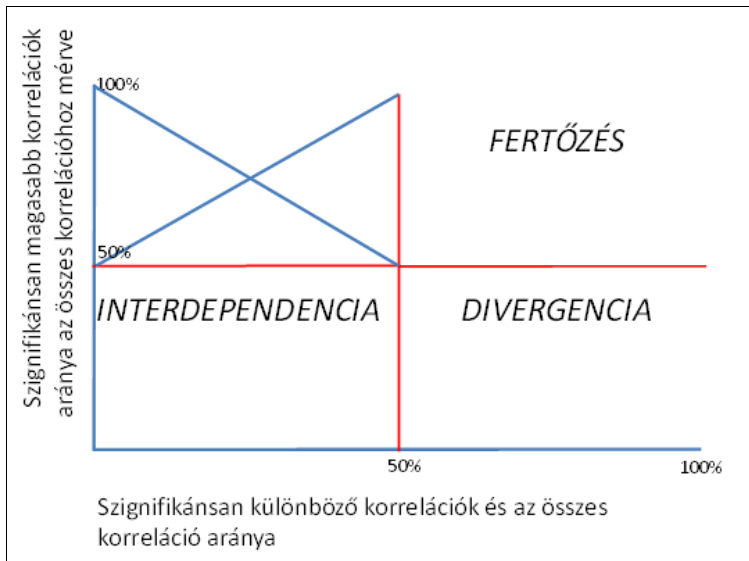 Szignifikánsan magasabb korrelációk
aránya az összes korrelációhoz mérve
100%
FERTŐZÉS
50%
INTERDEPENDENCIA
DIVERGENCIA
50%
100%
Szignifikánsan különböző korrelációk és az összes
korreláció aránya